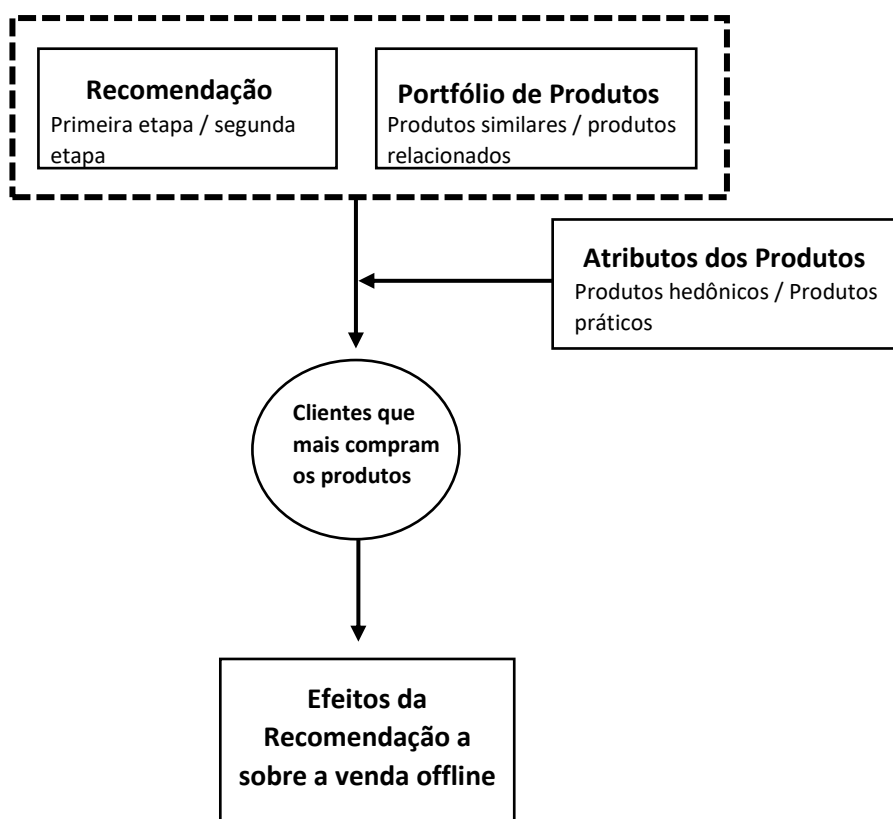 Recomendação
Primeira etapa / segunda
etapa
Portfólio de Produtos
Produtos similares / produtos
relacionados
Atributos dos Produtos
Produtos hedônicos / Produtos
práticos
Clientes que
mais compram
os produtos
Efeitos da
Recomendação a
sobre a venda offline